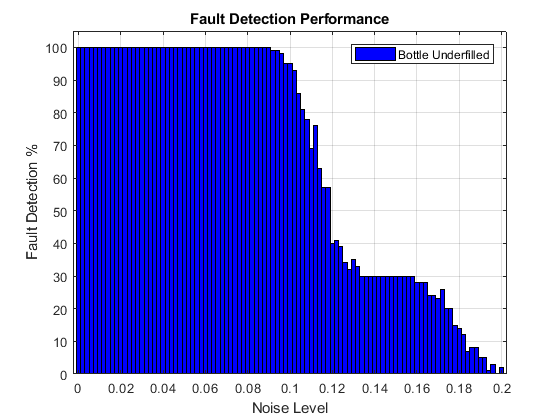 Fault Detection Performance
Bottle Underfilled
Fault Detection %
100
90
80
70
60
50
40
30
20
10
0
0 0.02 0.04 0.06 0.08 0.1 0.12 0.14 0.16 0.18 0.2
Noise Level